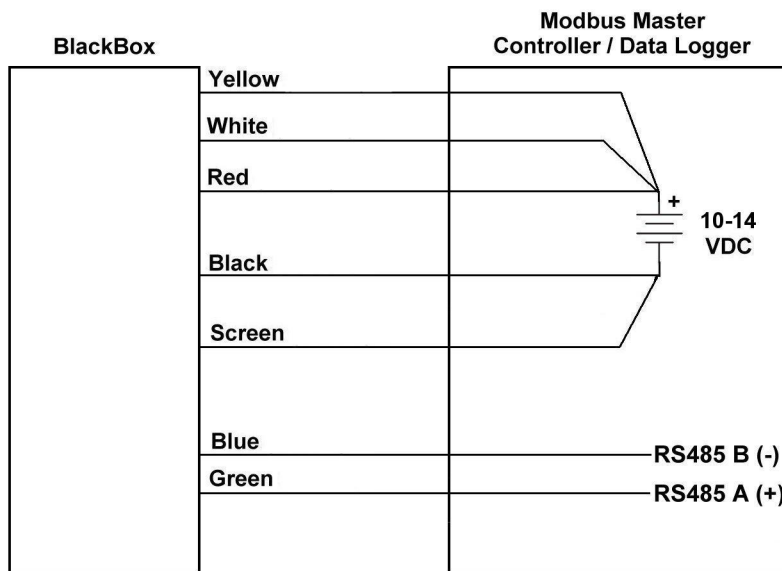 BlackBox
Modbus Master
Controller / Data Logger
Yellow
White
Red
+
10-14
VDC
Black
Screen
Blue
RS485 B (-)
Green
RS485 A (+)